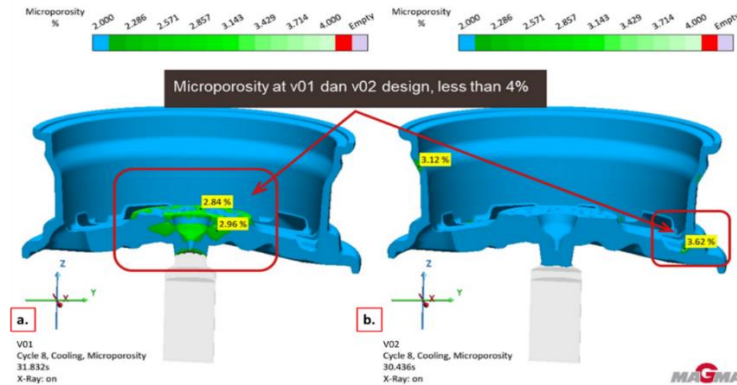 Microporosity
%
2.000 2.286 2.571 2.857 3.143 3.429 3.714 4.000 Empty
Microporosity
%
2.000 2.286 2.571 2.857 3.143 3.429 3.714 4.000 Empty
Microporosity at v01 dan v02 design, less than 4%
2.84 %
2.96 %
3.12 %
3.62 %
Z
X
Y
Z
X
Y
a.
b.
V01
Cycle 8, Cooling, Microporosity
31.832s
X-Ray: on
V02
Cycle 8, Cooling, Microporosity
30.436s
X-Ray: on
MAGMA